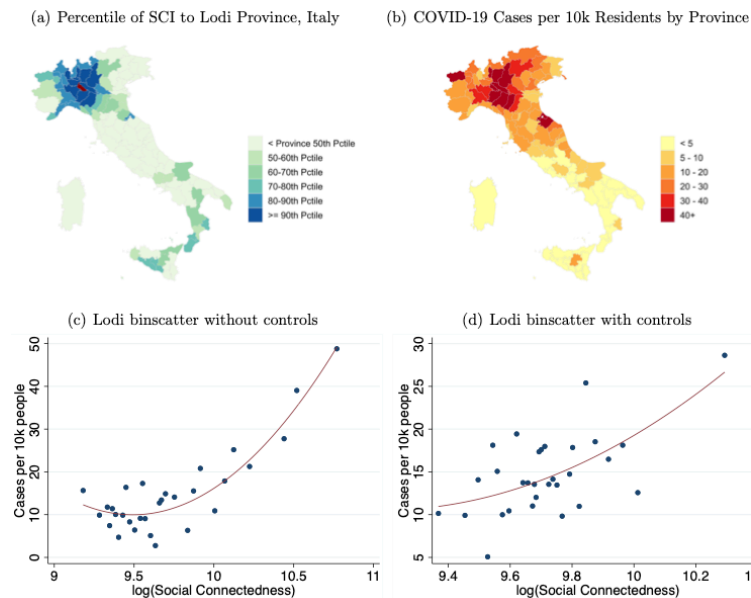 (a) Percentile of SCI to Lodi Province, Italy
< Province 50th Pctile
50-60th Pctile
60-70th Pctile
70-80th Pctile
80-90th Pctile
>= 90th Pctile
(b) COVID-19 Cases per 10k Residents by Province
< 5
5 - 10
10 - 20
20 - 30
30 - 40
40+
(c) Lodi binscatter without controls
Cases per 10k people
50
40
30
20
10
0
9
9.5
10
10.5
11
log(Social Connectedness)
(d) Lodi binscatter with controls
Cases per 10k people
30
25
20
15
10
5
9.4
9.6
9.8
10
10.2
log(Social Connectedness)